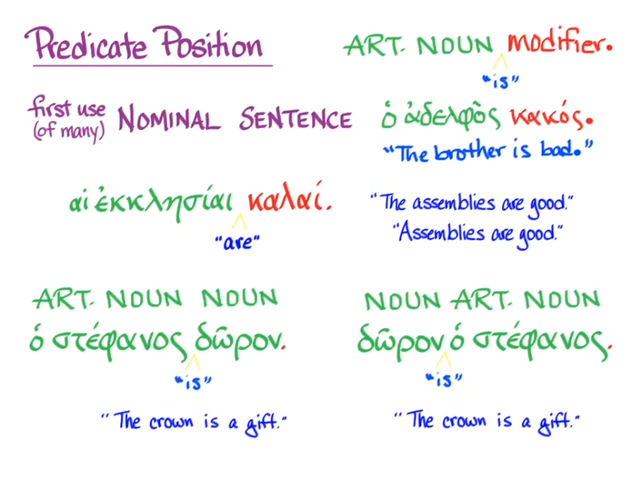 Predicate Position
ART. NOUN modifier.
"is"
first use
(of many) NOMINAL SENTENCE
ὁ ἀδελφὸς κακός.
"The brother is bad."
αἱ ἐκκλησίαι καλαί.
"are"
"The assemblies are good."
"Assemblies are good."
ART. NOUN NOUN
ὁ στέφανος δῶρον.
"is"
"The crown is a gift."
NOUN ART. NOUN
δῶρον ὁ στέφανος.
"is"
"The crown is a gift."